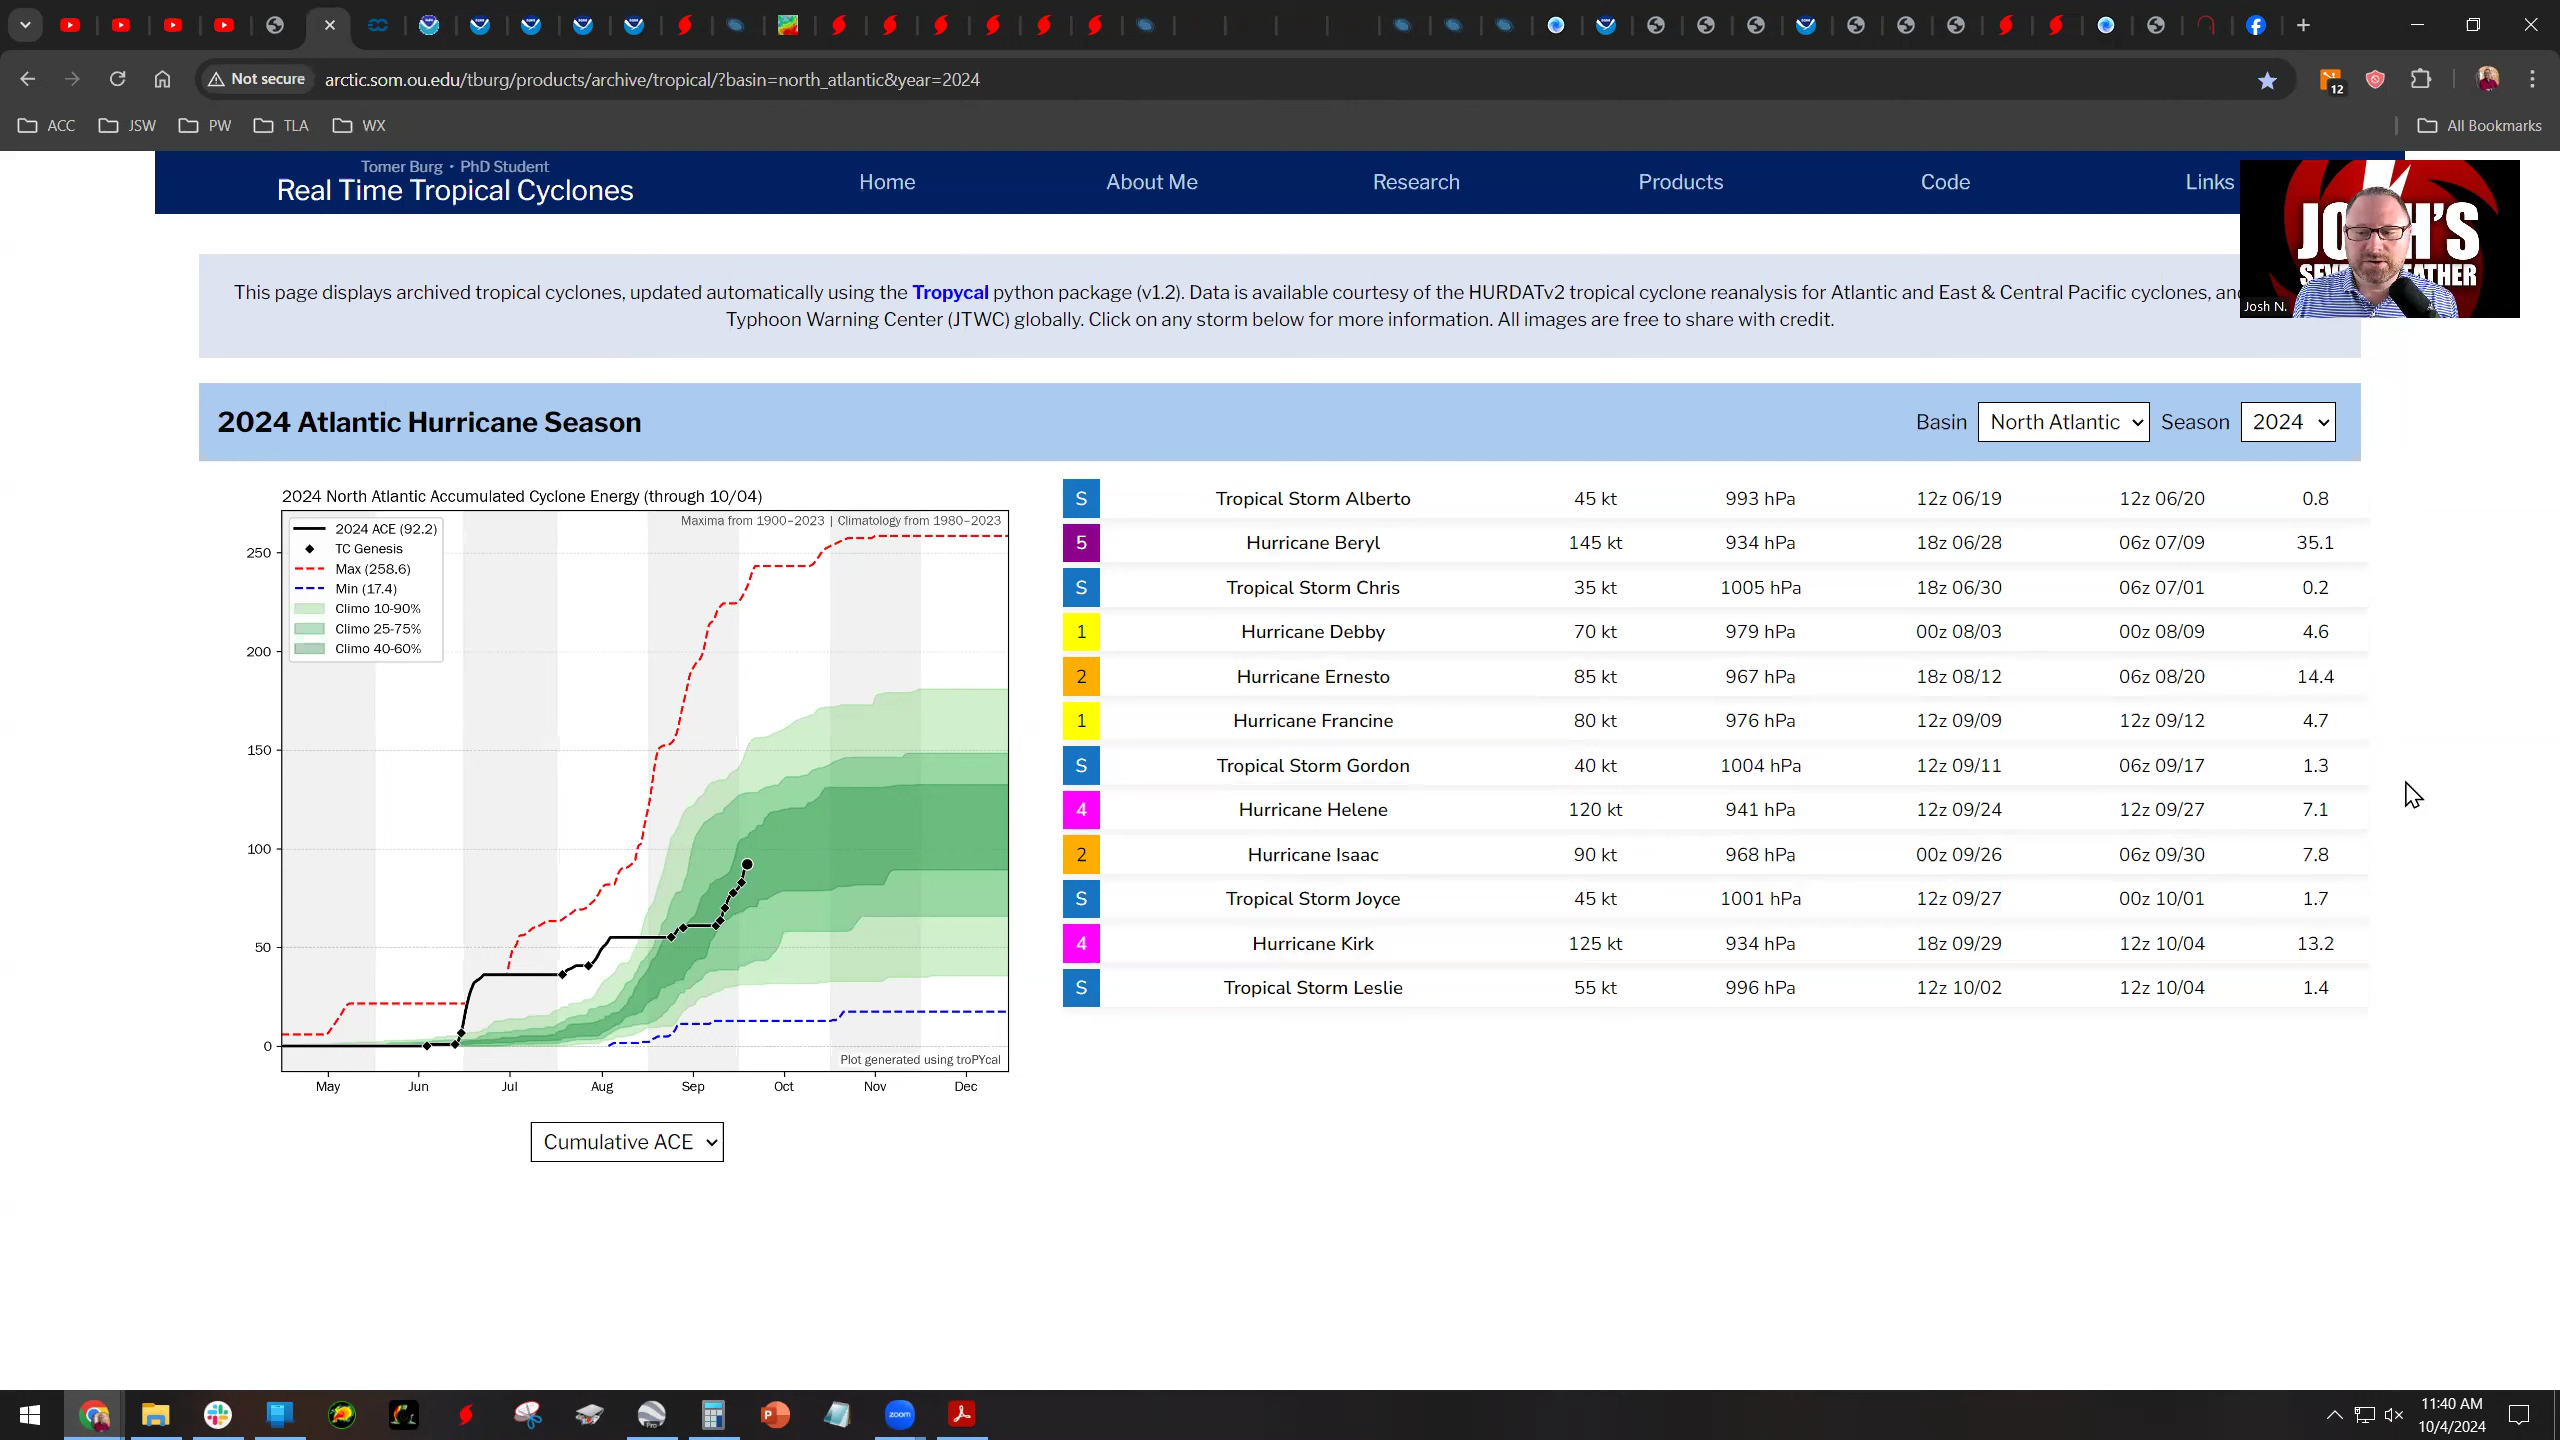 Not secure
arctic.som.ou.edu/tburg/products/archive/tropical/?basin=north_atlantic&year=2024
12
ACC JSW PW TLA WX
All Bookmarks
Tomer Burg • PhD Student
Real Time Tropical Cyclones
Home About Me Research Products Code Links
Josh N.
This page displays archived tropical cyclones, updated automatically using the Tropycal python package (v1.2). Data is available courtesy of the HURDATv2 tropical cyclone reanalysis for Atlantic and East & Central Pacific cyclones,
Typhoon Warning Center (JTWC) globally. Click on any storm below for more information. All images are free to share with credit.
2024 Atlantic Hurricane Season
Basin North Atlantic Season 2024
2024 North Atlantic Accumulated Cyclone Energy (through 10/04)
Maxima from 1900–2023 | Climatology from 1980–2023
2024 ACE (92.2)
TC Genesis
Max (258.6)
Min (17.4)
Climo 10-90%
Climo 25-75%
Climo 40-60%
250
200
150
100
50
0
Plot generated using troPYcal
May Jun Jul Aug Sep Oct Nov Dec
Cumulative ACE
S Tropical Storm Alberto 45 kt 993 hPa 12z 06/19 12z 06/20 0.8
5 Hurricane Beryl 145 kt 934 hPa 18z 06/28 06z 07/09 35.1
S Tropical Storm Chris 35 kt 1005 hPa 18z 06/30 06z 07/01 0.2
1 Hurricane Debby 70 kt 979 hPa 00z 08/03 00z 08/09 4.6
2 Hurricane Ernesto 85 kt 967 hPa 18z 08/12 06z 08/20 14.4
1 Hurricane Francine 80 kt 976 hPa 12z 09/09 12z 09/12 4.7
S Tropical Storm Gordon 40 kt 1004 hPa 12z 09/11 06z 09/17 1.3
4 Hurricane Helene 120 kt 941 hPa 12z 09/24 12z 09/27 7.1
2 Hurricane Isaac 90 kt 968 hPa 00z 09/26 06z 09/30 7.8
S Tropical Storm Joyce 45 kt 1001 hPa 12z 09/27 00z 10/01 1.7
4 Hurricane Kirk 125 kt 934 hPa 18z 09/29 12z 10/04 13.2
S Tropical Storm Leslie 55 kt 996 hPa 12z 10/02 12z 10/04 1.4
zoom
11:40 AM
10/4/2024